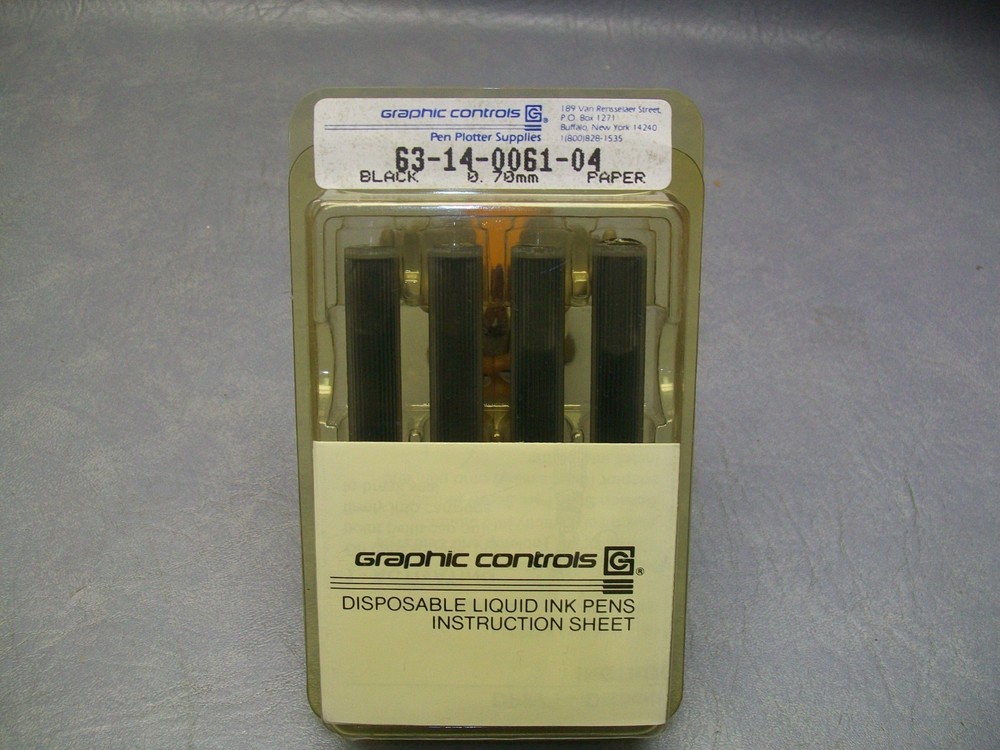 Graphic controls G®
189 Van Rensselaer Street,
P.O. Box 1271
Buffalo, New York 14240
1(800)828-1535
Pen Plotter Supplies
63-14-0061-04
BLACK 0.70mm PAPER
Graphic controls G®
DISPOSABLE LIQUID INK PENS
INSTRUCTION SHEET